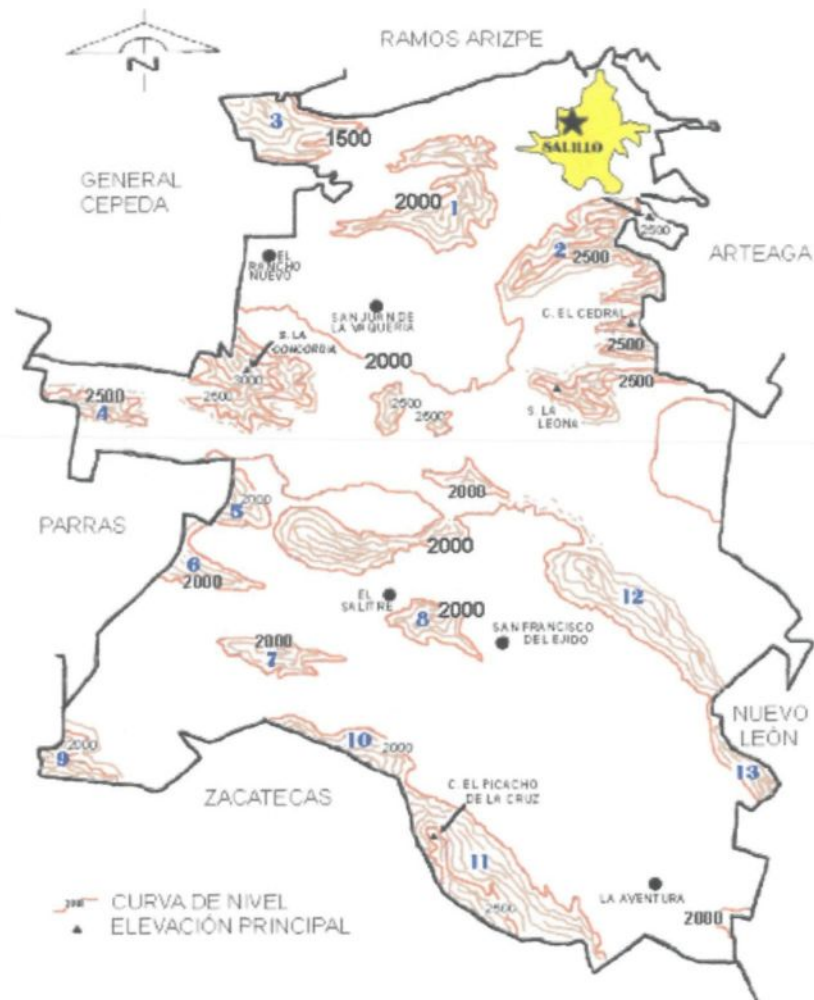 RAMOS ARIZPE
N
3
1500
SALILLO
GENERAL
CEPEDA
2000
1
2500
2
2500
ARTEAGA
EL
RANCHO
NUEVO
SAN JUAN DE
LA VAQUERIA
C. EL CEDRAL
2500
S. LA
CONCORDIA
2000
3000
2500
2500
2500
4
2500
2500
S. LA
LEONA
2000
2000
5
PARRAS
2000
6
2000
12
EL
SALITRE
2000
8
SAN FRANCISCO
DEL EJIDO
2000
7
NUEVO
LEÓN
10
2000
2000
9
13
ZACATECAS
C. EL PICACHO
DE LA CRUZ
11
LA AVENTURA
2500
2000
2000 CURVA DE NIVEL
ELEVACIÓN PRINCIPAL